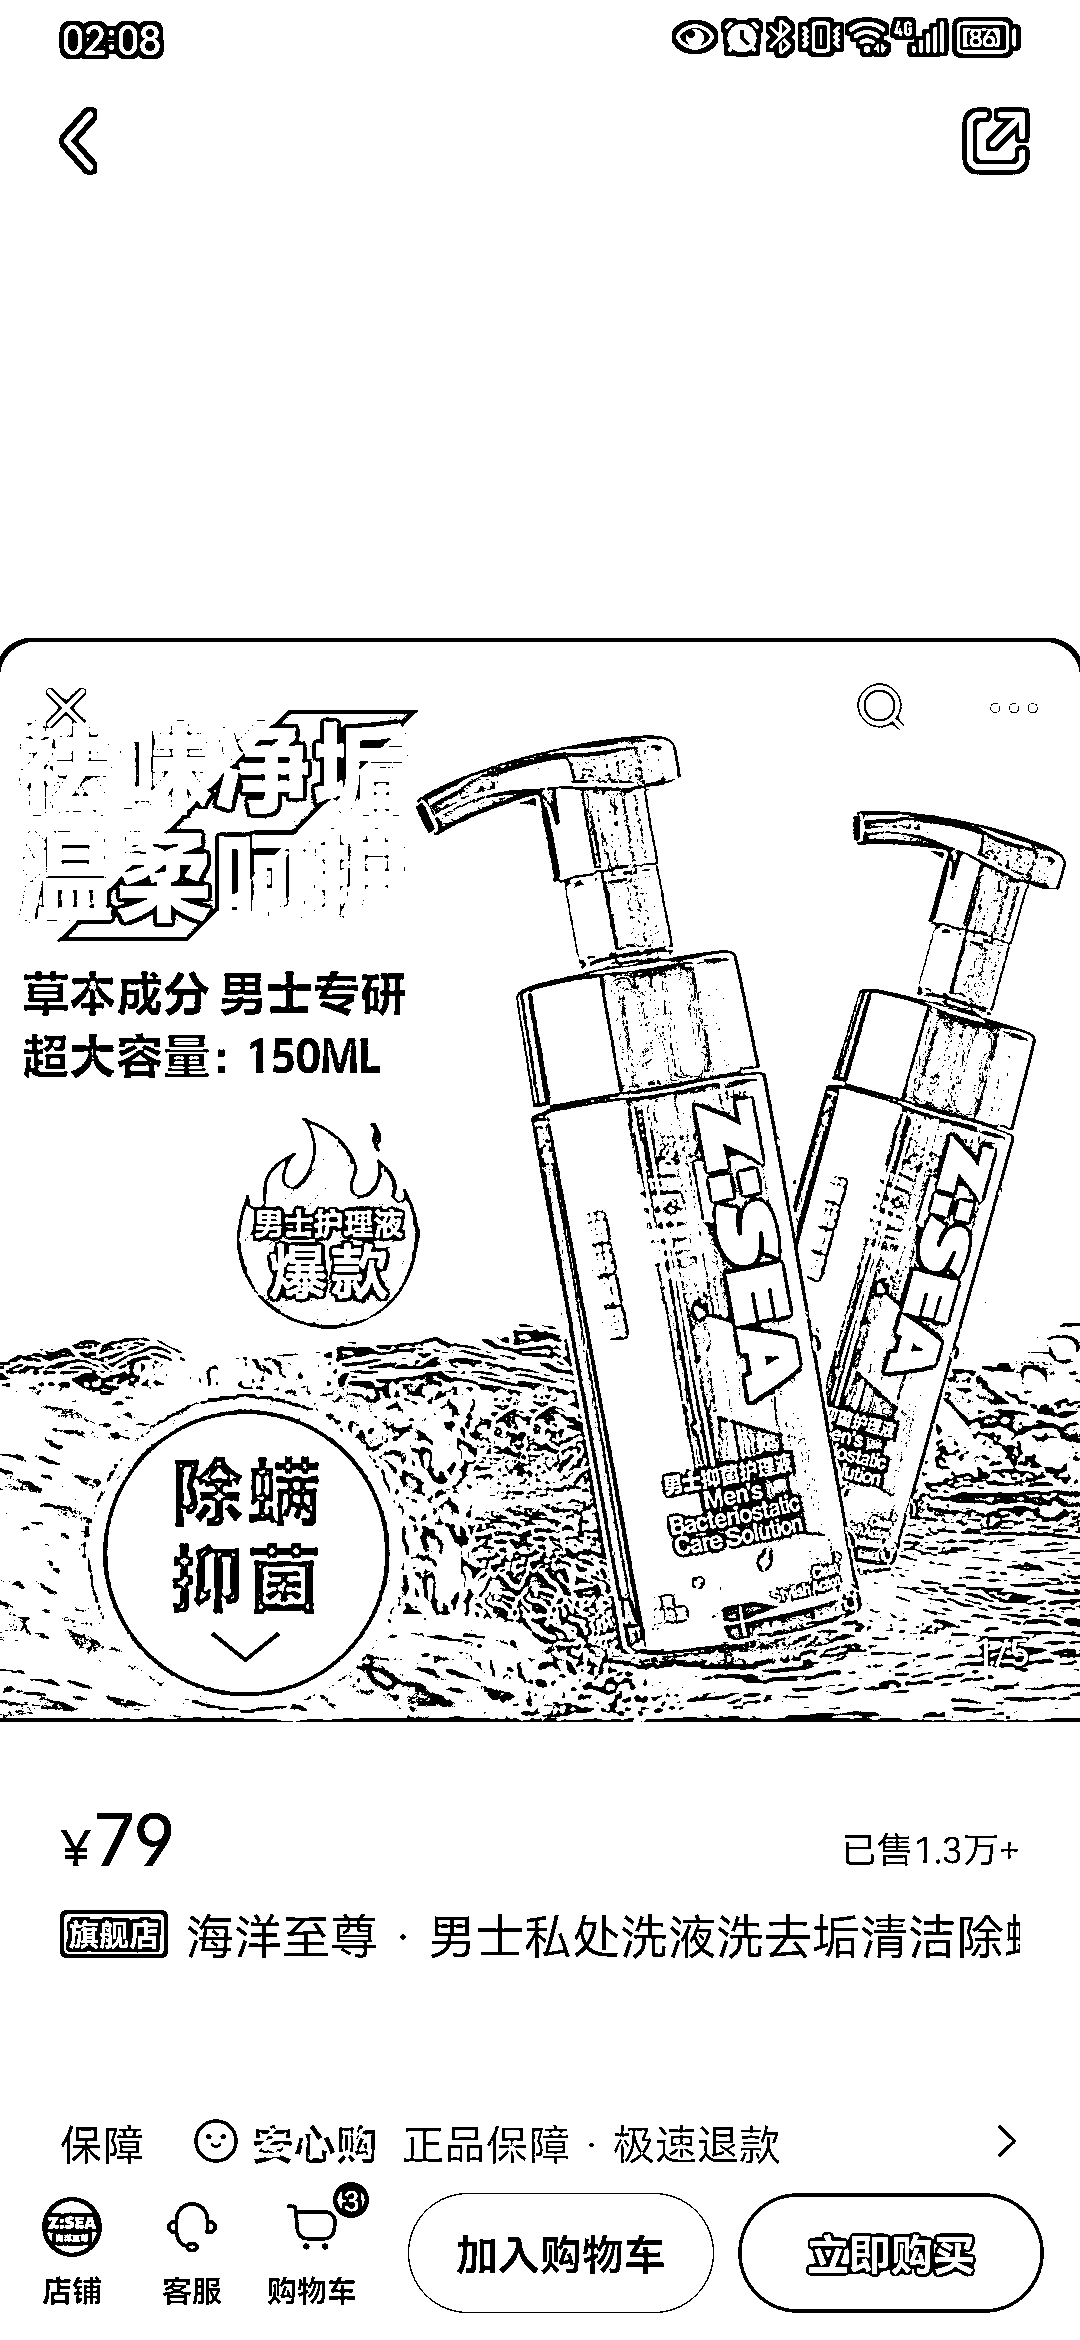 02:08
4G
86
祛味净垢
温柔呵护
草本成分 男士专研
超大容量：150ML
男士护理液
爆款
Z:SEA
Z:SEA
男士抑菌护理液
Men's
Bacteriostatic
Care Solution
除螨
抑菌
1/5
¥79
已售1.3万+
旗舰店 海洋至尊 · 男士私处洗液洗去垢清洁除
保障 安心购 正品保障 · 极速退款
Z:SEA
3
店铺 客服 购物车 加入购物车 立即购买